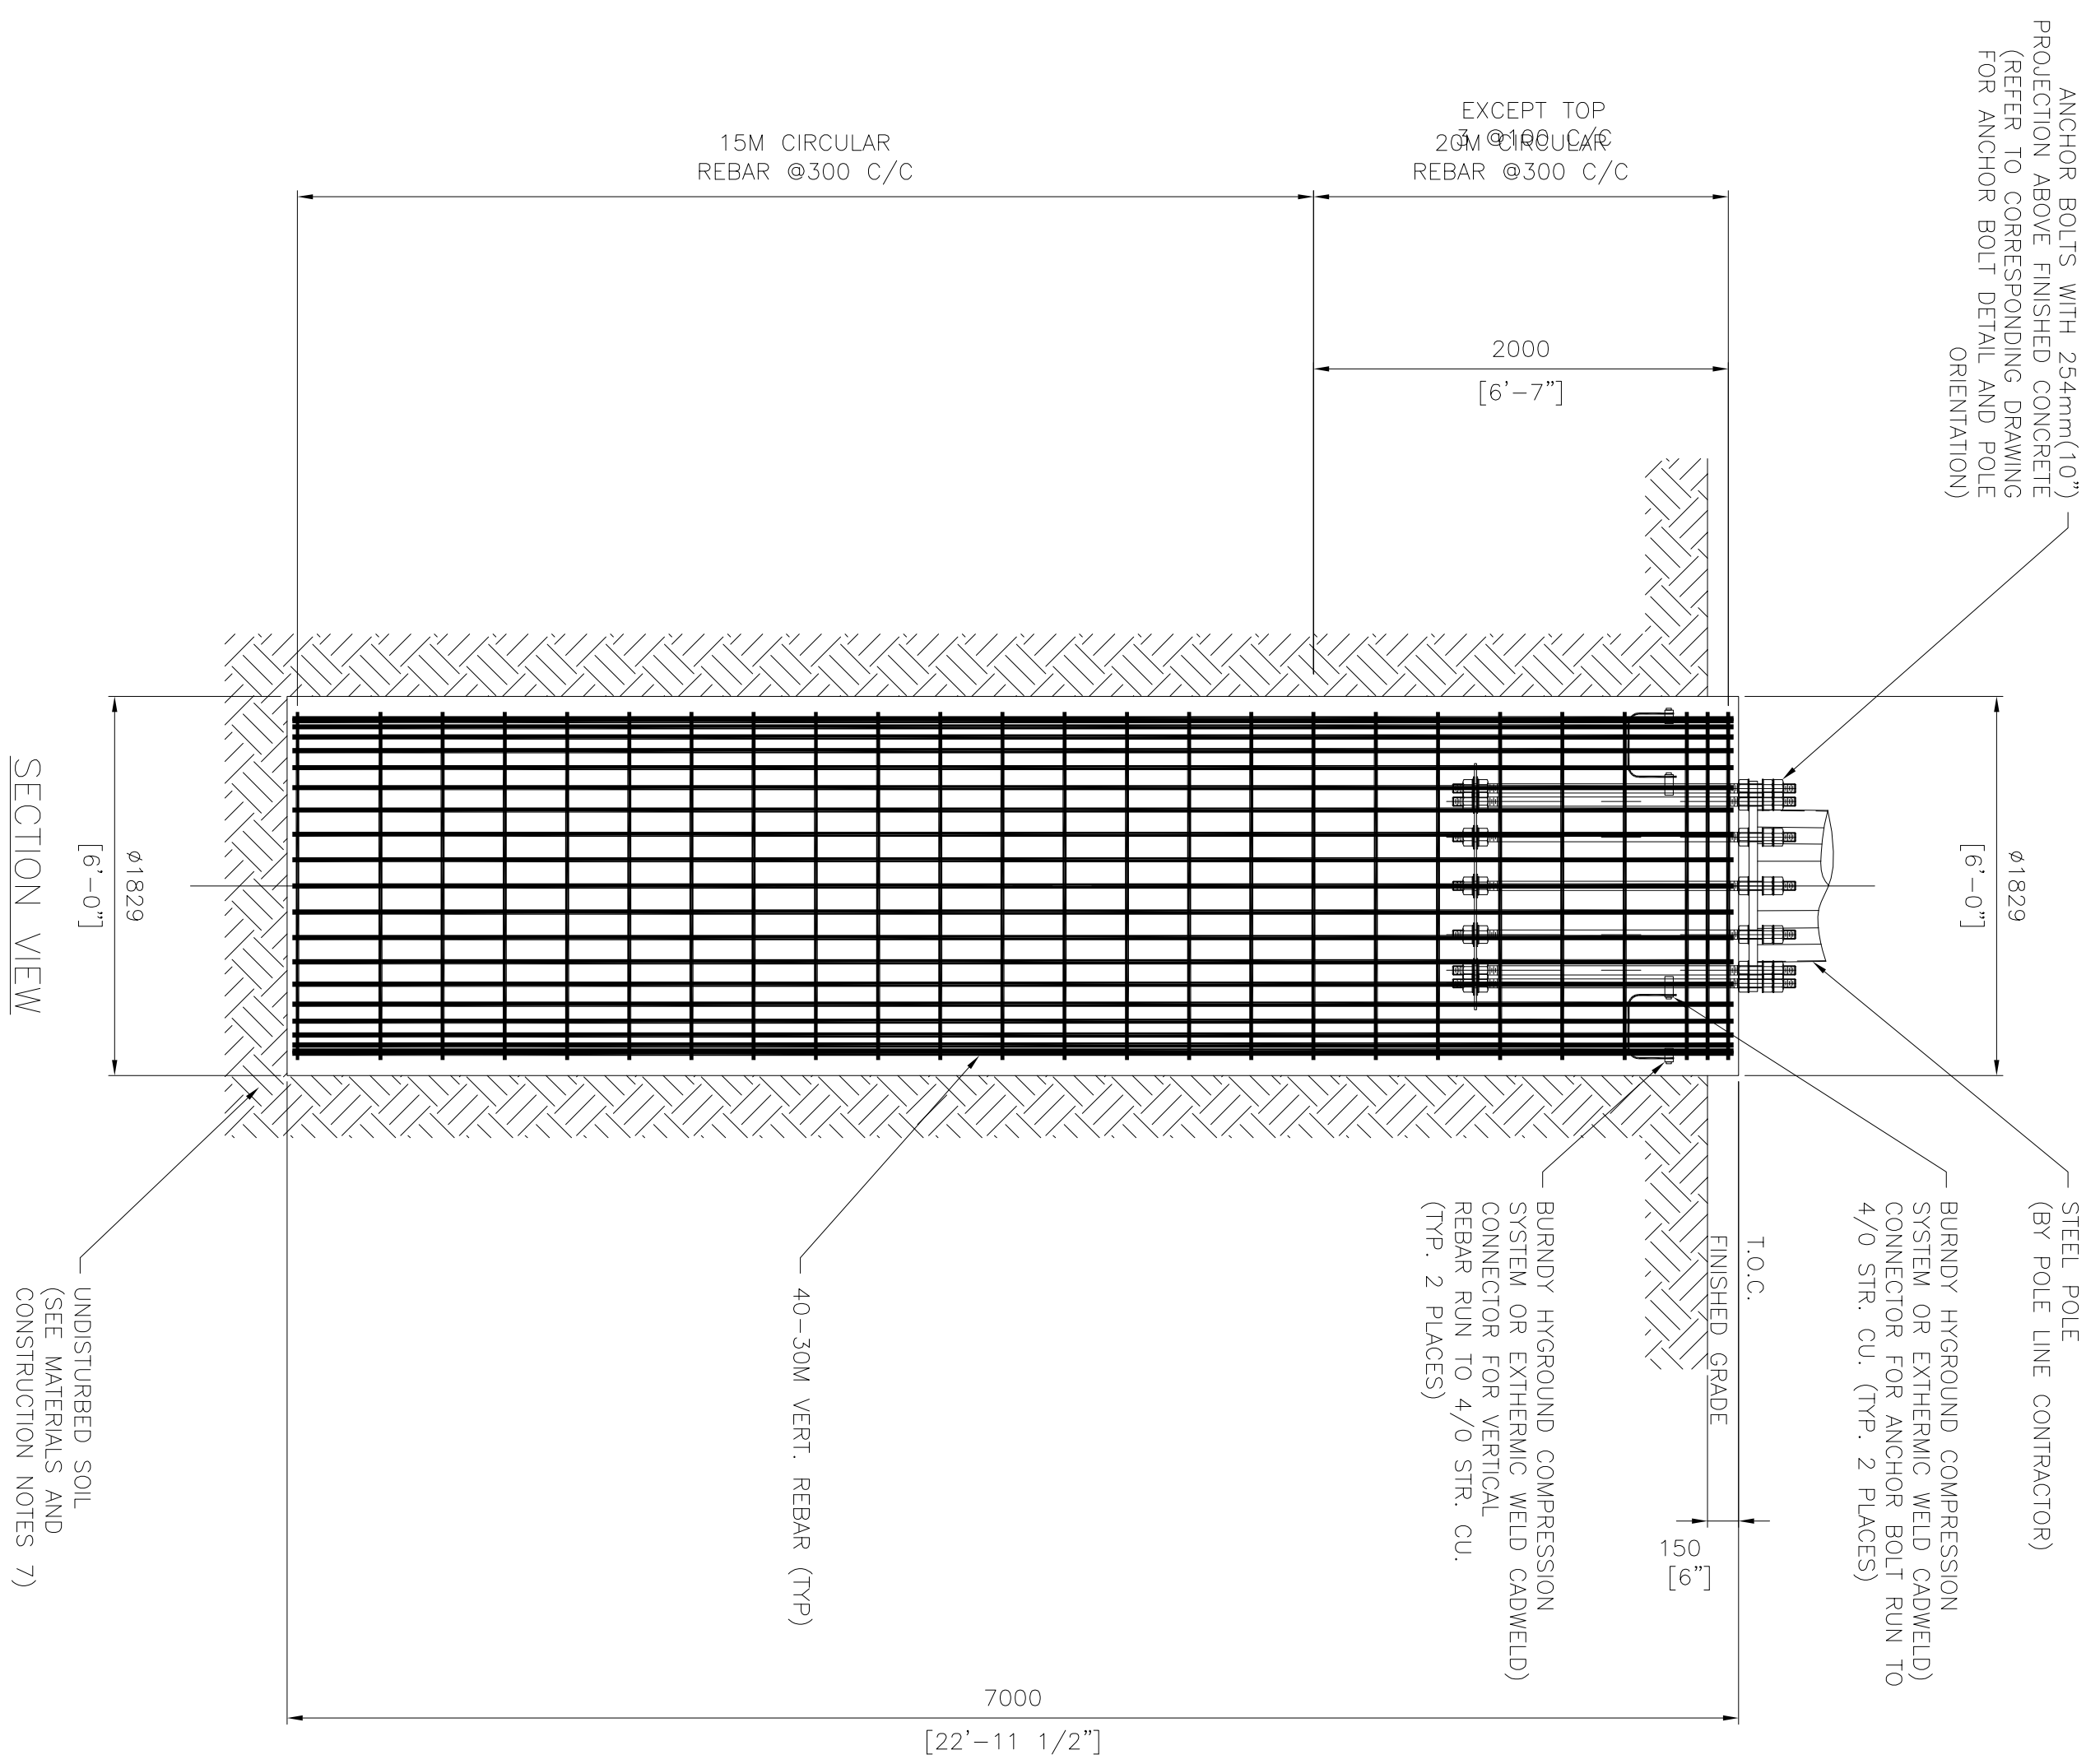 ANCHOR BOLTS WITH 254mm(10")
PROJECTION ABOVE FINISHED CONCRETE
(REFER TO CORRESPONDING DRAWING
FOR ANCHOR BOLT DETAIL AND POLE
ORIENTATION)
EXCEPT TOP
3 @100 C/C
20M CIRCULAR
REBAR @300 C/C
15M CIRCULAR
REBAR @300 C/C
2000
[6'-7"]
ø1829
[6'-0"]
ø1829
[6'-0"]
STEEL POLE
(BY POLE LINE CONTRACTOR)
BURNDY HYGROUND COMPRESSION
SYSTEM OR EXTHERMIC WELD CADWELD)
CONNECTOR FOR ANCHOR BOLT RUN TO
4/0 STR. CU. (TYP. 2 PLACES)
T.O.C.
FINISHED GRADE
150
[6"]
BURNDY HYGROUND COMPRESSION
SYSTEM OR EXTHERMIC WELD CADWELD)
CONNECTOR FOR VERTICAL
REBAR RUN TO 4/0 STR. CU.
(TYP. 2 PLACES)
40-30M VERT. REBAR (TYP)
7000
[22'-11 1/2"]
UNDISTURBED SOIL
(SEE MATERIALS AND
CONSTRUCTION NOTES 7)
SECTION VIEW